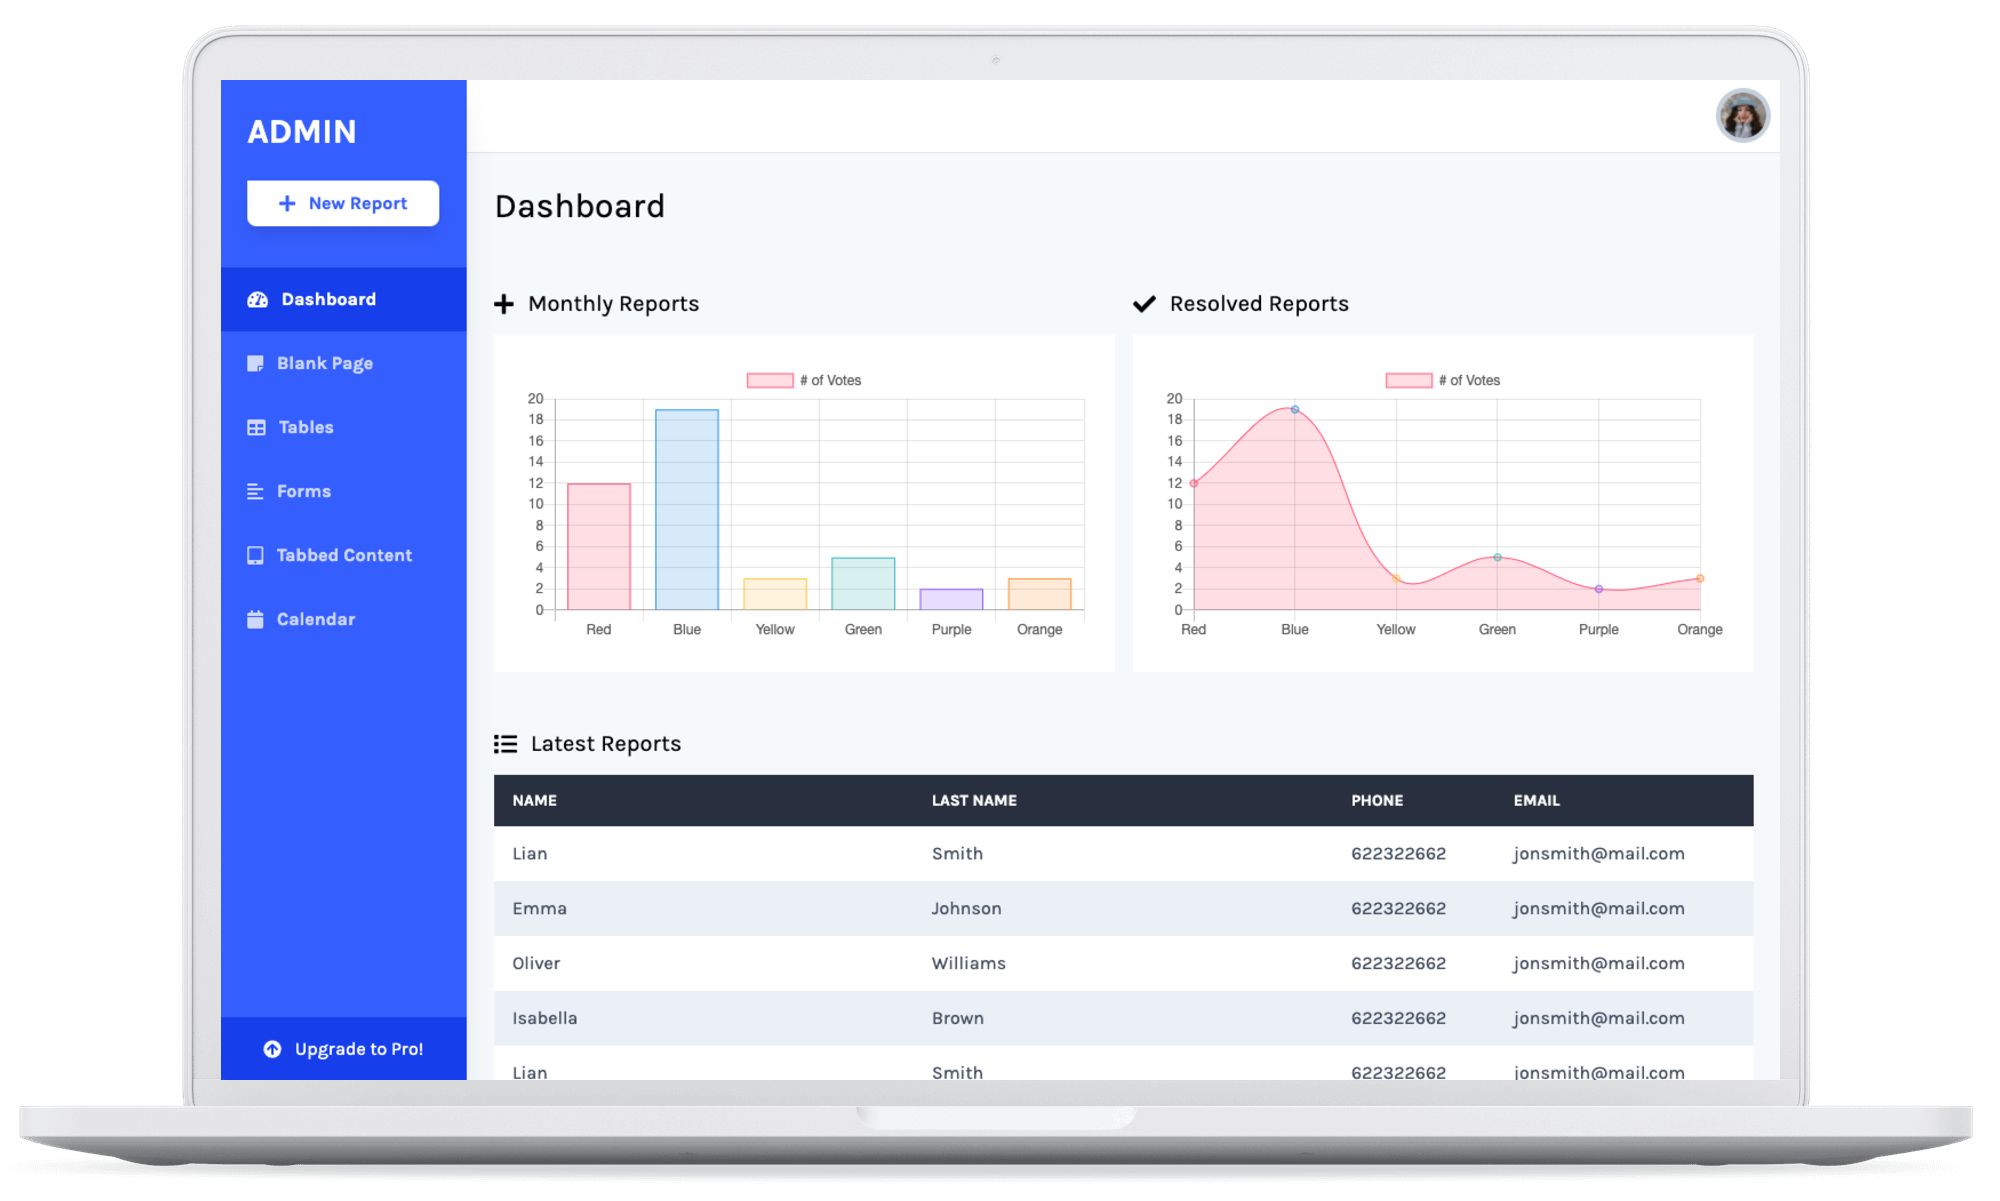 ADMIN
New Report
Dashboard
Blank Page
Tables
Forms
Tabbed Content
Calendar
Upgrade to Pro!
Dashboard
Monthly Reports
# of Votes
20
18
16
14
12
10
8
6
4
2
0
Red Blue Yellow Green Purple Orange
Resolved Reports
# of Votes
20
18
16
14
12
10
8
6
4
2
0
Red Blue Yellow Green Purple Orange
Latest Reports
NAME LAST NAME PHONE EMAIL
Lian Smith 622322662 jonsmith@mail.com
Emma Johnson 622322662 jonsmith@mail.com
Oliver Williams 622322662 jonsmith@mail.com
Isabella Brown 622322662 jonsmith@mail.com
Lian Smith 622322662 jonsmith@mail.com